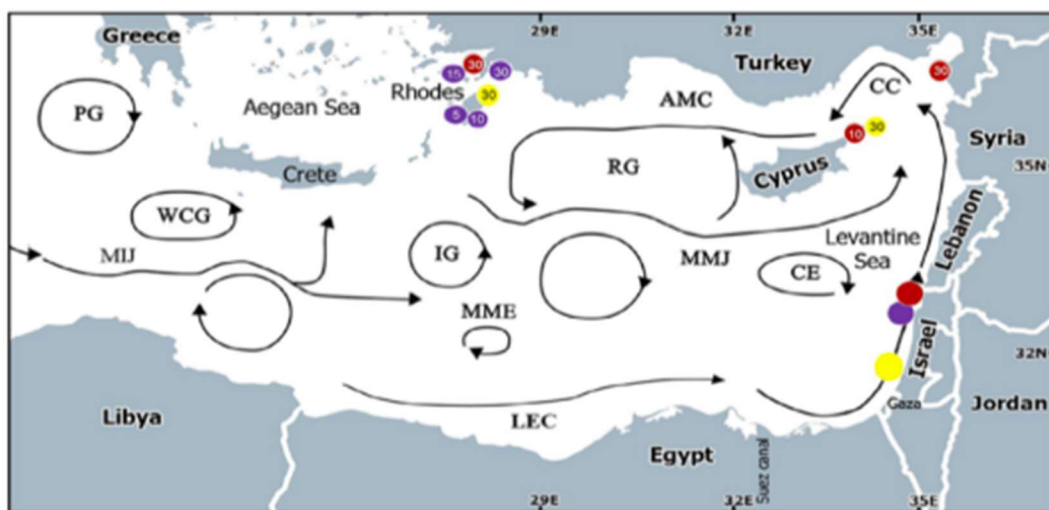 Greece
29E
32E
35E
Turkey
30
15
30
30
Rhodes
5
10
30
CC
PG
Aegean Sea
AMC
10
30
Syria
35N
Crete
RG
Cyprus
WCG
Lebanon
MIJ
IG
MMJ
Levantine
Sea
CE
MME
Israel
32N
Libya
LEC
Gaza
Jordan
Egypt
Suez canal
29E
32E
35E